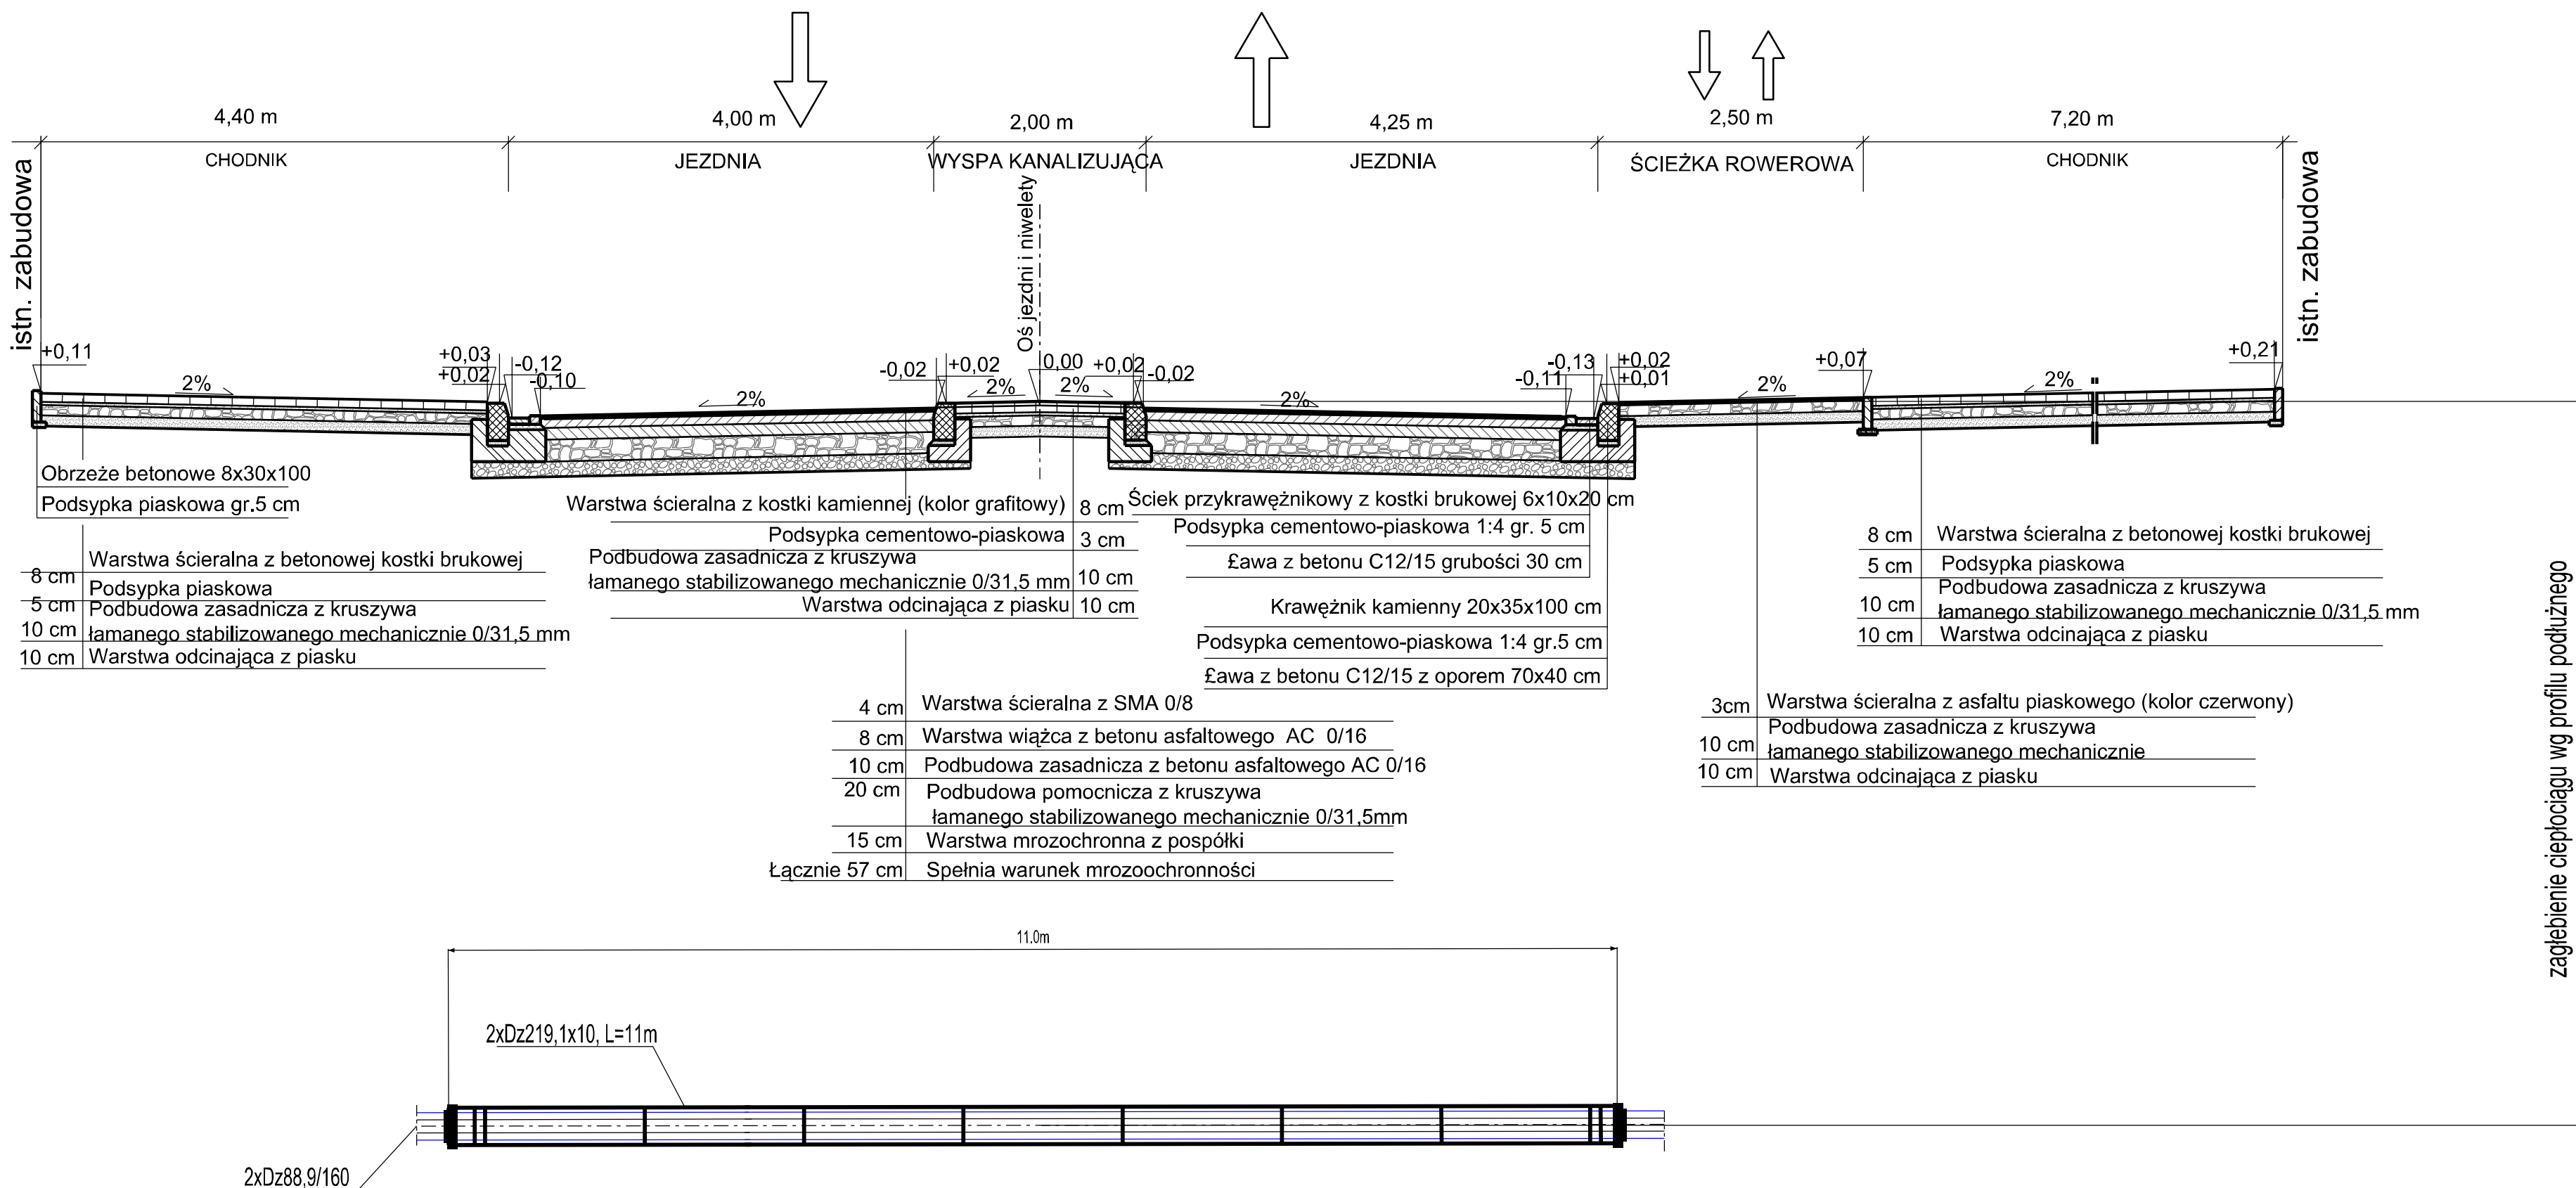 4,40 m
4,00 m
2,00 m
4,25 m
2,50 m
7,20 m
CHODNIK
JEZDNIA
WYSPA KANALIZUJĄCA
JEZDNIA
ŚCIEŻKA ROWEROWA
CHODNIK
istn. zabudowa
Oś jezdni i niwelety
istn. zabudowa
+0,11
+0,03
+0,02
-0,12
-0,10
-0,02
+0,02
0,00
+0,02
-0,02
-0,11
-0,13
+0,02
+0,01
+0,07
+0,21
2%
2%
2%
2%
2%
2%
2%
Obrzeże betonowe 8x30x100
Podsypka piaskowa gr.5 cm
8 cm Warstwa ścieralna z betonowej kostki brukowej
5 cm Podsypka piaskowa
Podbudowa zasadnicza z kruszywa
10 cm łamanego stabilizowanego mechanicznie 0/31,5 mm
10 cm Warstwa odcinająca z piasku
Warstwa ścieralna z kostki kamiennej (kolor grafitowy) 8 cm
Podsypka cementowo-piaskowa 3 cm
Podbudowa zasadnicza z kruszywa
łamanego stabilizowanego mechanicznie 0/31,5 mm 10 cm
Warstwa odcinająca z piasku 10 cm
Ściek przykrawężnikowy z kostki brukowej 6x10x20 cm
Podsypka cementowo-piaskowa 1:4 gr. 5 cm
£awa z betonu C12/15 grubości 30 cm
Krawężnik kamienny 20x35x100 cm
Podsypka cementowo-piaskowa 1:4 gr.5 cm
£awa z betonu C12/15 z oporem 70x40 cm
8 cm Warstwa ścieralna z betonowej kostki brukowej
5 cm Podsypka piaskowa
Podbudowa zasadnicza z kruszywa
10 cm łamanego stabilizowanego mechanicznie 0/31,5 mm
10 cm Warstwa odcinająca z piasku
4 cm Warstwa ścieralna z SMA 0/8
8 cm Warstwa wiążca z betonu asfaltowego AC 0/16
10 cm Podbudowa zasadnicza z betonu asfaltowego AC 0/16
20 cm Podbudowa pomocnicza z kruszywa
łamanego stabilizowanego mechanicznie 0/31,5mm
15 cm Warstwa mrozochronna z pospółki
Łącznie 57 cm Spełnia warunek mrozoochronności
3cm Warstwa ścieralna z asfaltu piaskowego (kolor czerwony)
Podbudowa zasadnicza z kruszywa
10 cm łamanego stabilizowanego mechanicznie
10 cm Warstwa odcinająca z piasku
zagłębienie ciepłociągu wg profilu podłużnego
11.0m
2xDz219,1x10, L=11m
2xDz88,9/160